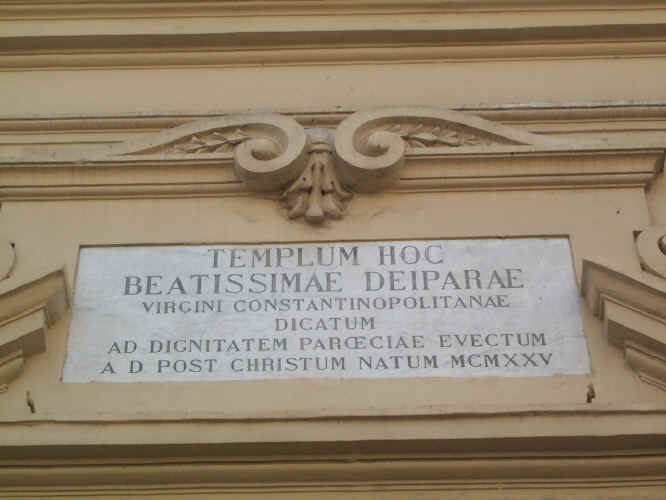 TEMPLUM HOC
BEATISSIMAE DEIPARAE
VIRGINI CONSTANTINOPOLITANAE
DICATUM
AD DIGNITATEM PARŒCIAE EVECTUM
A D POST CHRISTUM NATUM MCMXXV